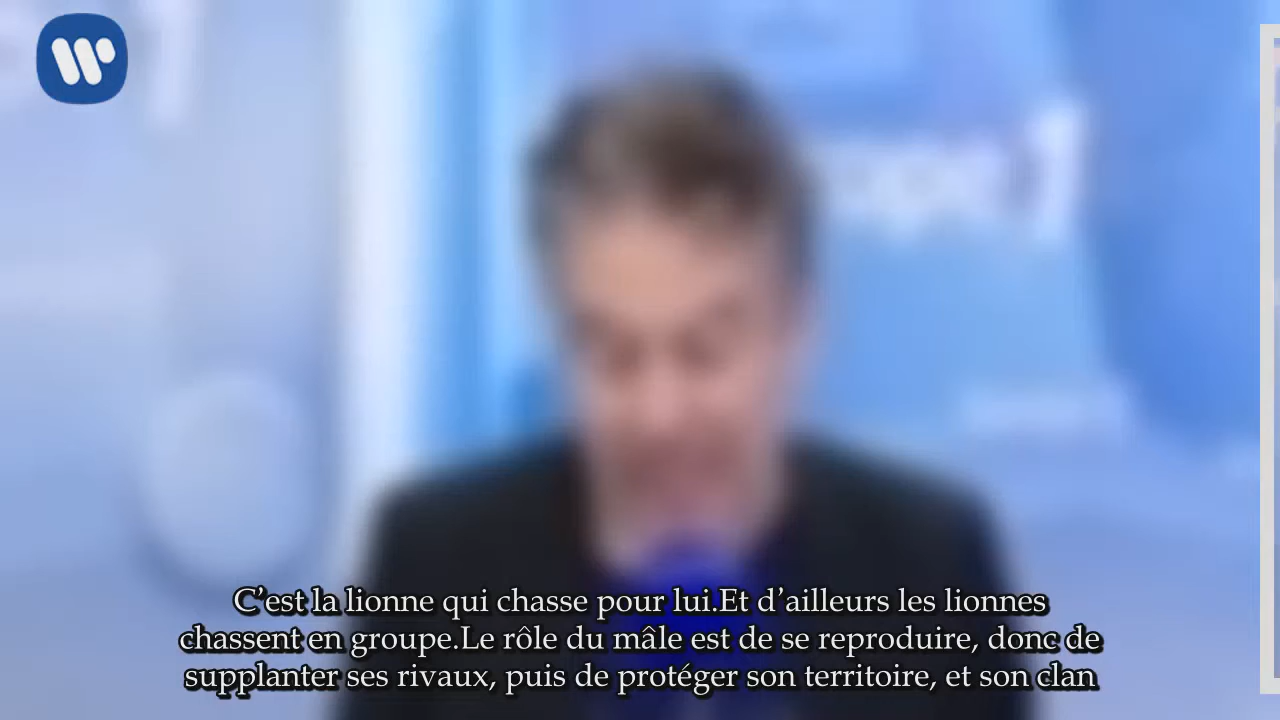 C’est la lionne qui chasse pour lui.Et d’ailleurs les lionnes
chassent en groupe.Le rôle du mâle est de se reproduire, donc de
supplanter ses rivaux, puis de protéger son territoire, et son clan